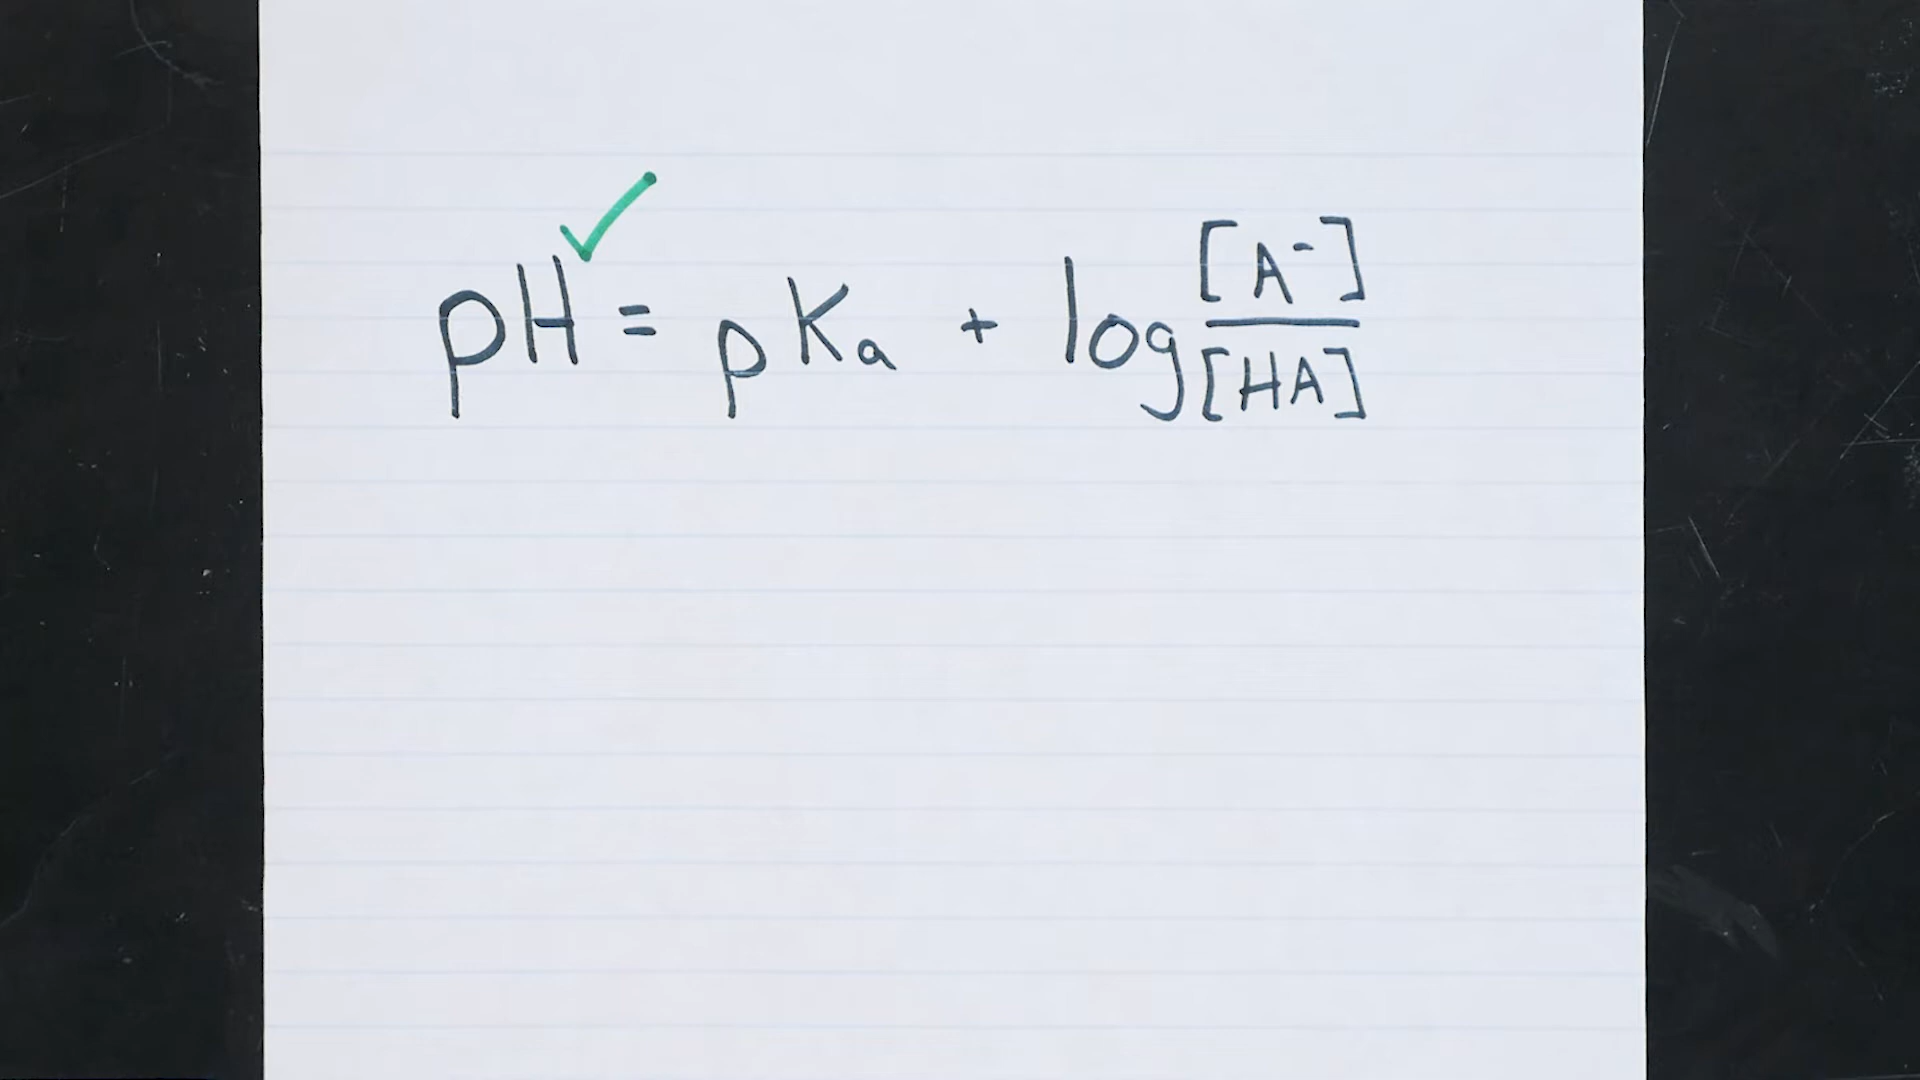 pH = pKa + log [A⁻]/[HA]